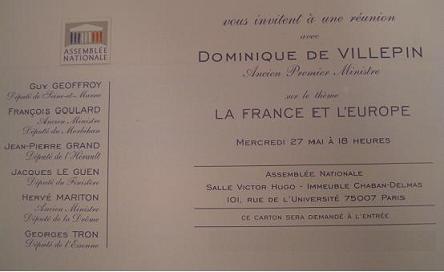 ASSEMBLÉE
NATIONALE
GUY GEOFFROY
Député de Seine-et-Marne
FRANÇOIS GOULARD
Ancien Ministre
Député du Morbihan
JEAN-PIERRE GRAND
Député de l'Hérault
JACQUES LE GUEN
Député du Finistère
HERVÉ MARITON
Ancien Ministre
Député de la Drôme
GEORGES TRON
Député de l'Essonne
vous invitent à une réunion
avec
DOMINIQUE DE VILLEPIN
Ancien Premier Ministre
sur le thème
LA FRANCE ET L'EUROPE
MERCREDI 27 MAI À 18 HEURES
ASSEMBLÉE NATIONALE
SALLE VICTOR HUGO - IMMEUBLE CHABAN-DELMAS
101, RUE DE L'UNIVERSITÉ 75007 PARIS
CE CARTON SERA DEMANDÉ À L'ENTRÉE